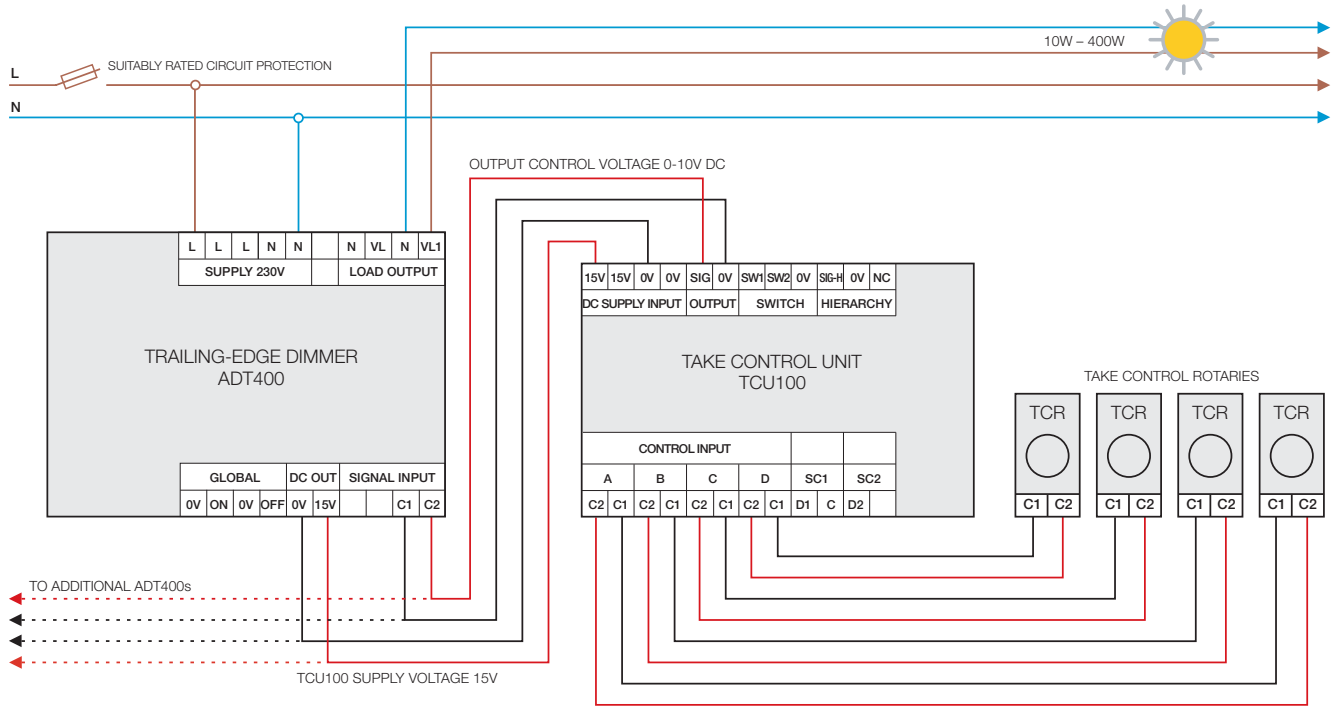 10W – 400W
L
SUITABLY RATED CIRCUIT PROTECTION
N
OUTPUT CONTROL VOLTAGE 0-10V DC
L L L N N N VL N VL1
SUPPLY 230V LOAD OUTPUT
TRAILING-EDGE DIMMER
ADT400
GLOBAL DC OUT SIGNAL INPUT
0V ON 0V OFF 0V 15V C1 C2
15V 15V 0V 0V SIG 0V SW1 SW2 0V SIG-H 0V NC
DC SUPPLY INPUT OUTPUT SWITCH HIERARCHY
TAKE CONTROL UNIT
TCU100
CONTROL INPUT
A B C D SC1 SC2
C2 C1 C2 C1 C2 C1 C2 C1 D1 C D2
TAKE CONTROL ROTARIES
TCR TCR TCR TCR
C1 C2 C1 C2 C1 C2 C1 C2
TO ADDITIONAL ADT400s
TCU100 SUPPLY VOLTAGE 15V